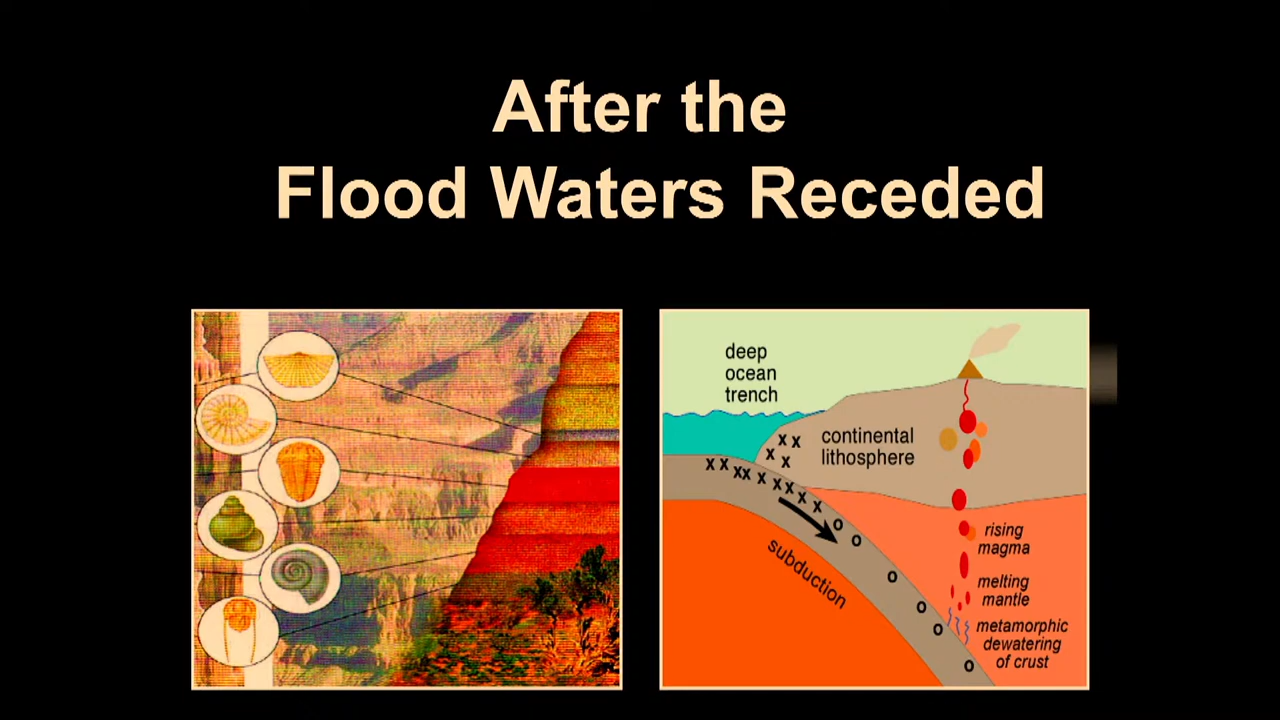 After the
Flood Waters Receded
deep
ocean
trench
continental
lithosphere
x x
x x
x x x x x x x x x
o o o o o o o
subduction
rising
magma
melting
mantle
metamorphic
dewatering
of crust